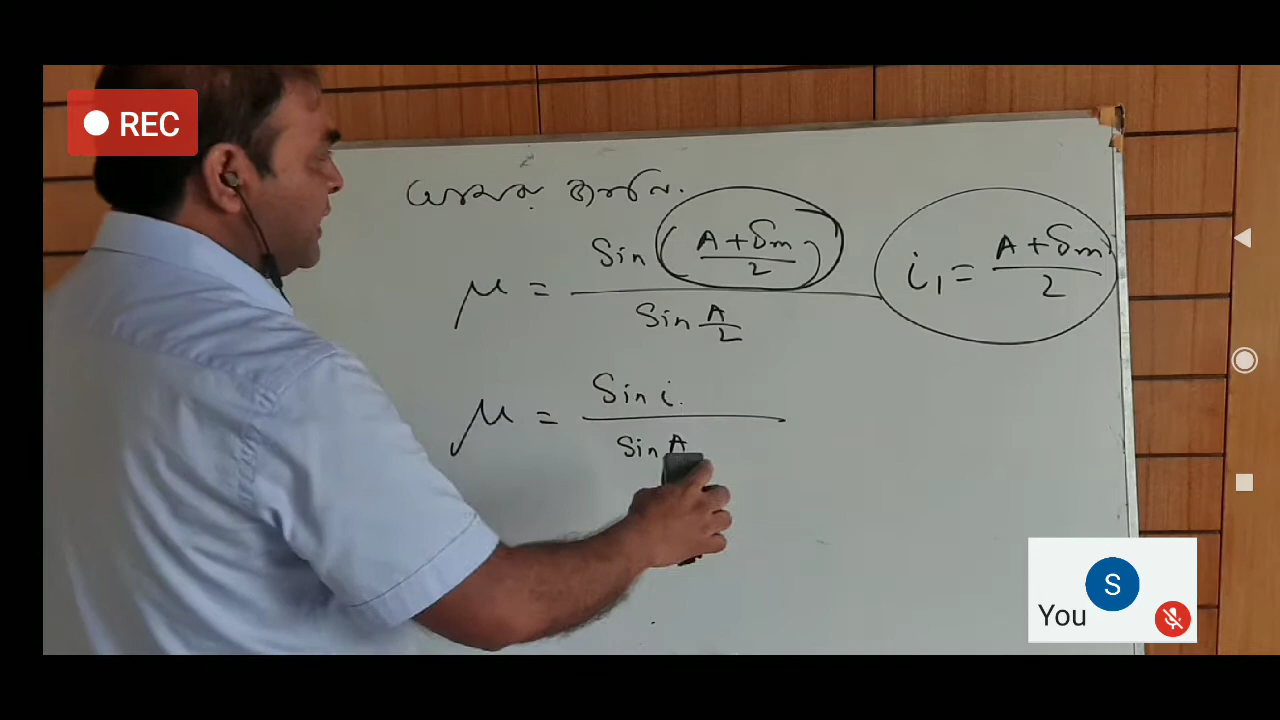 REC
μ = Sin (A+δm/2) / Sin A/2
i₁ = A+δm/2
μ = Sin i / Sin A
You
S